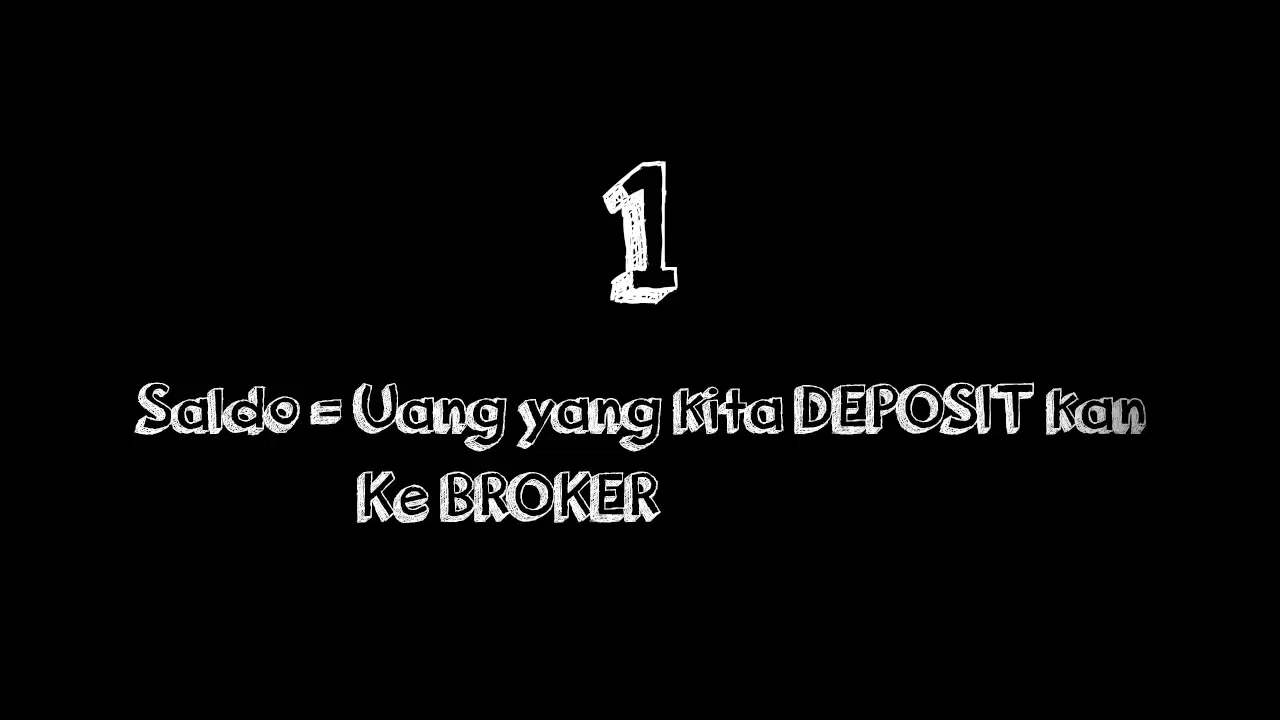 1
Saldo = Uang yang kita DEPOSIT kan
Ke BROKER